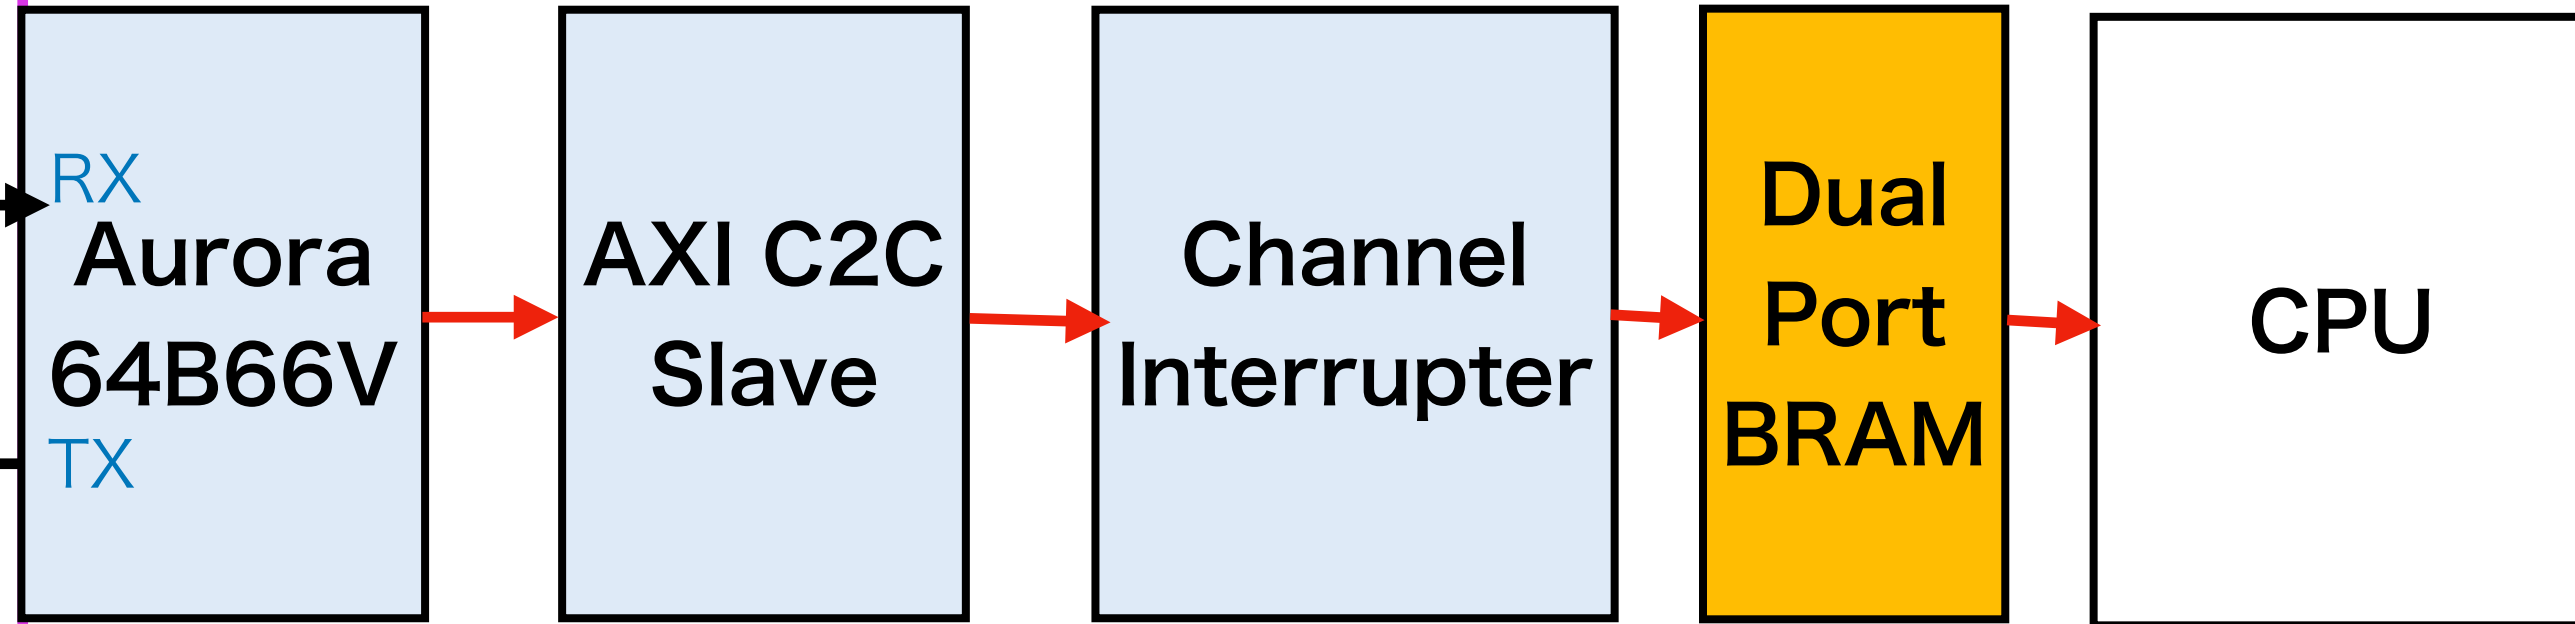 RX
Aurora
64B66V
TX
AXI C2C
Slave
Channel
Interrupter
Dual
Port
BRAM
CPU